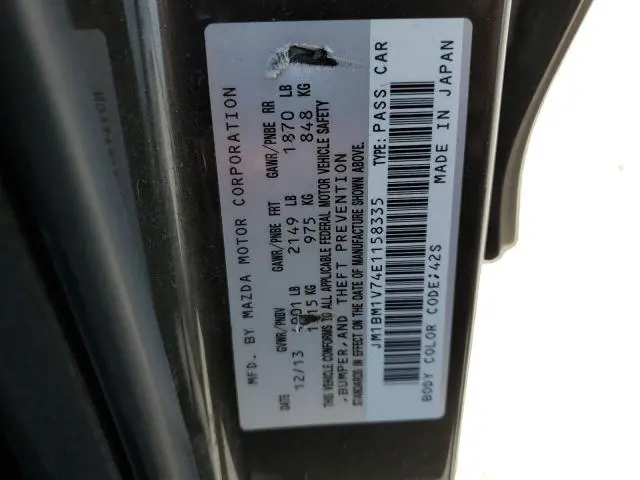 MFD. BY MAZDA MOTOR CORPORATION
DATE GVWR/PNBV GAWR/PNBE FRT GAWR/PNBE RR
12/13 LB 2149 LB 1870 LB
KG 975 KG 848 KG
THIS VEHICLE CONFORMS TO ALL APPLICABLE FEDERAL MOTOR VEHICLE SAFETY
,BUMPER,AND THEFT PREVENTION
STANDARDS IN EFFECT ON THE DATE OF MANUFACTURE SHOWN ABOVE.
JM1BM1V74E1158335 TYPE: PASS. CAR
BODY COLOR CODE;42S MADE IN JAPAN